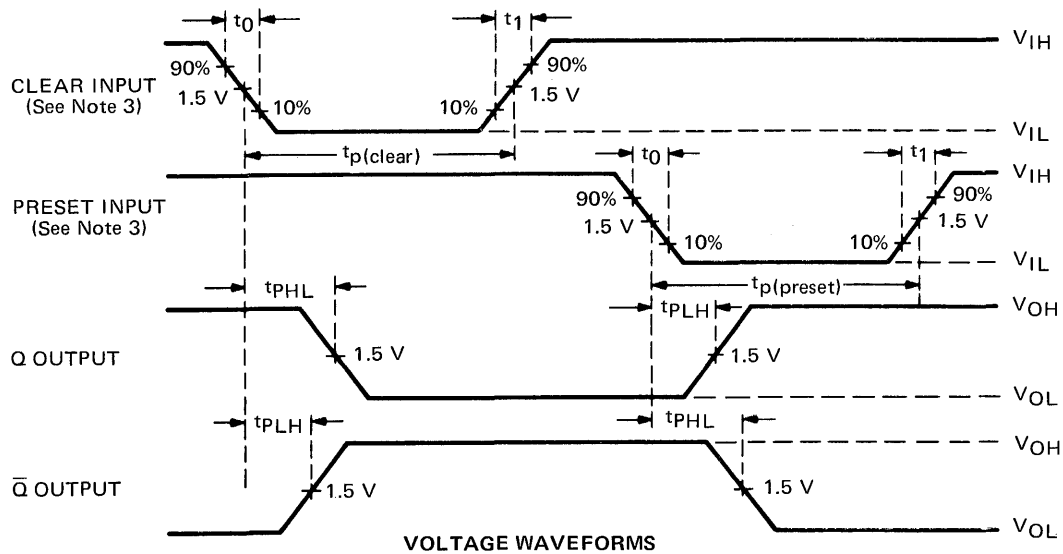 t0
t1
VIH
90%
90%
CLEAR INPUT
(See Note 3)
1.5 V
1.5 V
10%
10%
VIL
tp(clear)
t0
t1
VIH
PRESET INPUT
(See Note 3)
90%
90%
1.5 V
1.5 V
10%
10%
VIL
tPHL
tp(preset)
tPLH
VOH
Q OUTPUT
1.5 V
1.5 V
VOL
tPLH
tPHL
VOH
Q̅ OUTPUT
1.5 V
1.5 V
VOL
VOLTAGE WAVEFORMS